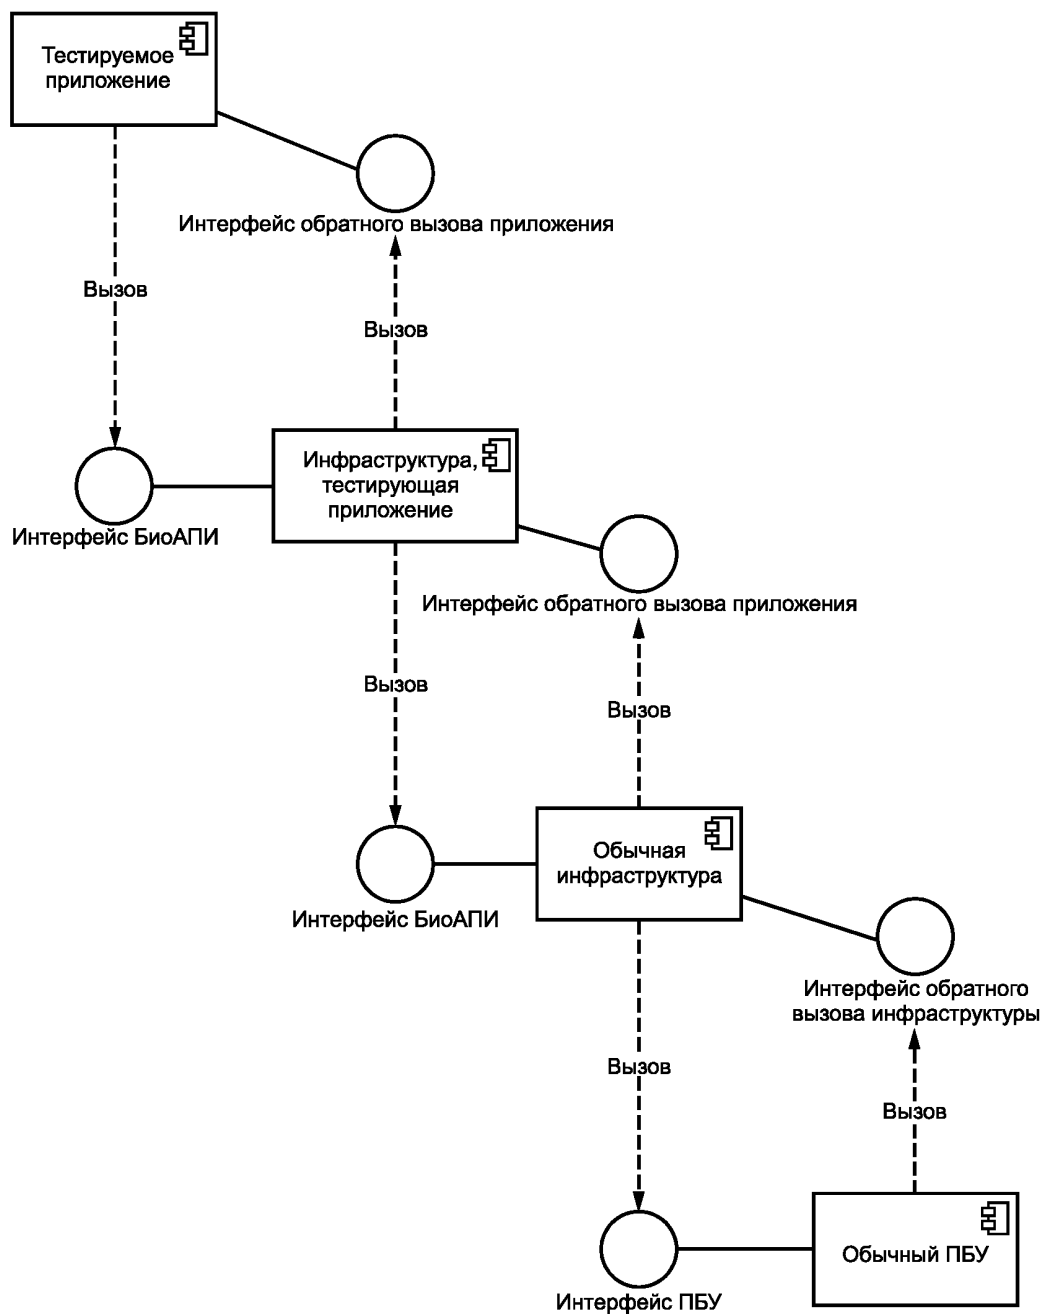 Тестируемое
приложение
Интерфейс обратного вызова приложения
Вызов
Вызов
Инфраструктура,
тестирующая
приложение
Интерфейс БиоАПИ
Интерфейс обратного вызова приложения
Вызов
Вызов
Обычная
инфраструктура
Интерфейс БиоАПИ
Интерфейс обратного
вызова инфраструктуры
Вызов
Вызов
Обычный ПБУ
Интерфейс ПБУ